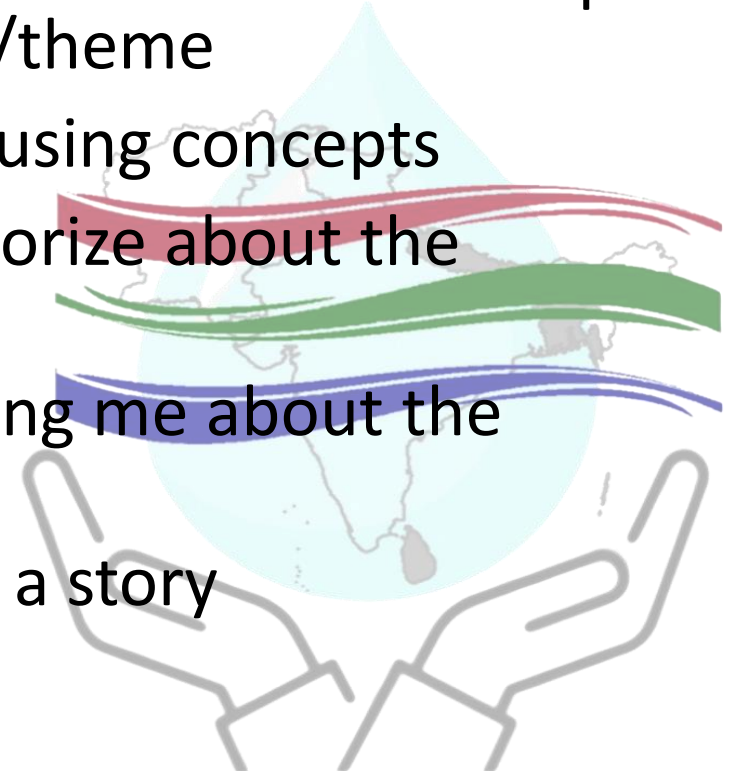 /theme
using concepts
orize about the
ng me about the
a story